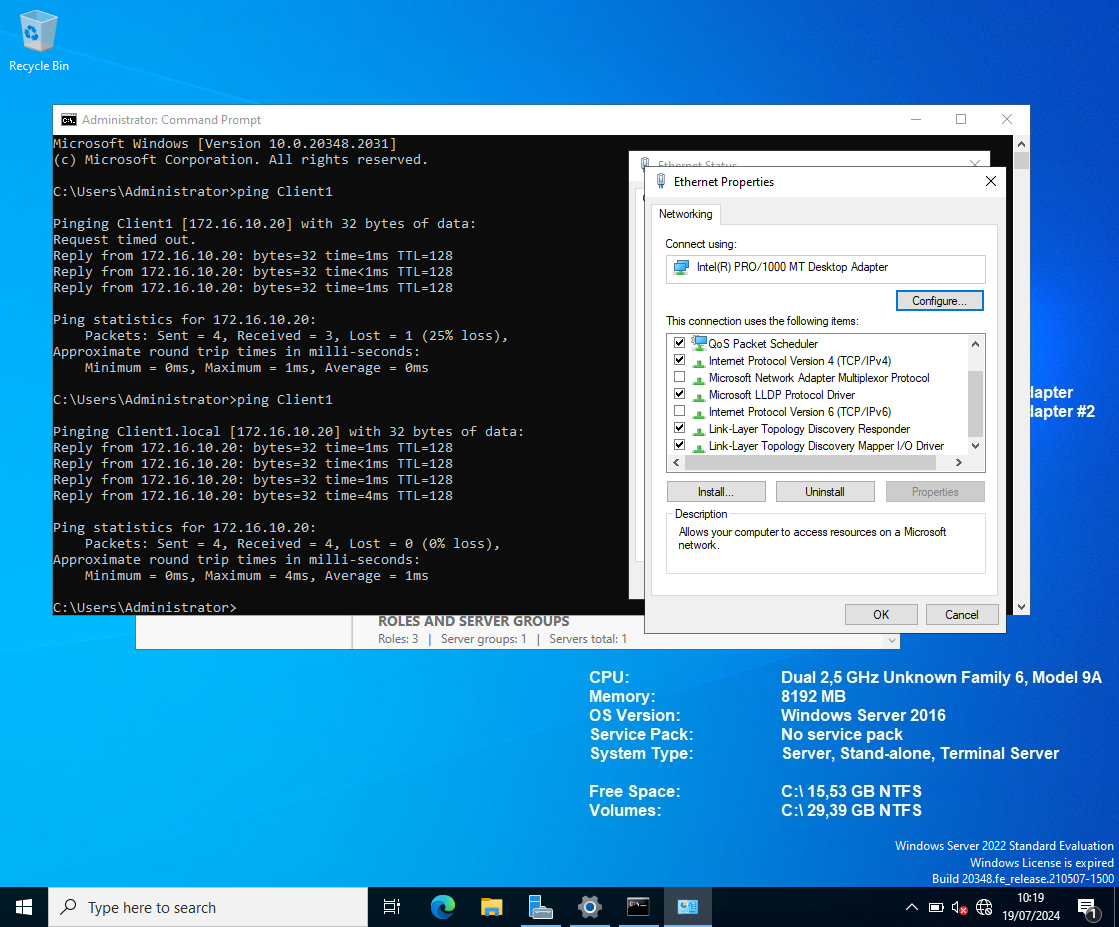 Recycle Bin
Administrator: Command Prompt
Microsoft Windows [Version 10.0.20348.2031]
(c) Microsoft Corporation. All rights reserved.
C:\Users\Administrator>ping Client1
Pinging Client1 [172.16.10.20] with 32 bytes of data:
Request timed out.
Reply from 172.16.10.20: bytes=32 time=1ms TTL=128
Reply from 172.16.10.20: bytes=32 time<1ms TTL=128
Reply from 172.16.10.20: bytes=32 time=1ms TTL=128
Ping statistics for 172.16.10.20:
Packets: Sent = 4, Received = 3, Lost = 1 (25% loss),
Approximate round trip times in milli-seconds:
Minimum = 0ms, Maximum = 1ms, Average = 0ms
C:\Users\Administrator>ping Client1
Pinging Client1.local [172.16.10.20] with 32 bytes of data:
Reply from 172.16.10.20: bytes=32 time=1ms TTL=128
Reply from 172.16.10.20: bytes=32 time<1ms TTL=128
Reply from 172.16.10.20: bytes=32 time=1ms TTL=128
Reply from 172.16.10.20: bytes=32 time=4ms TTL=128
Ping statistics for 172.16.10.20:
Packets: Sent = 4, Received = 4, Lost = 0 (0% loss),
Approximate round trip times in milli-seconds:
Minimum = 0ms, Maximum = 4ms, Average = 1ms
C:\Users\Administrator>
Ethernet Status
Ethernet Properties
Networking
Connect using:
Intel(R) PRO/1000 MT Desktop Adapter
Configure...
This connection uses the following items:
QoS Packet Scheduler
Internet Protocol Version 4 (TCP/IPv4)
Microsoft Network Adapter Multiplexor Protocol
Microsoft LLDP Protocol Driver
Internet Protocol Version 6 (TCP/IPv6)
Link-Layer Topology Discovery Responder
Link-Layer Topology Discovery Mapper I/O Driver
Install...
Uninstall
Properties
Description
Allows your computer to access resources on a Microsoft
network.
OK
Cancel
dapter
dapter #2
ROLES AND SERVER GROUPS
Roles: 3 | Server groups: 1 | Servers total: 1
CPU: Dual 2,5 GHz Unknown Family 6, Model 9A
Memory: 8192 MB
OS Version: Windows Server 2016
Service Pack: No service pack
System Type: Server, Stand-alone, Terminal Server
Free Space: C:\ 15,53 GB NTFS
Volumes: C:\ 29,39 GB NTFS
Windows Server 2022 Standard Evaluation
Windows License is expired
Build 20348.fe_release.210507-1500
Type here to search
10:19
19/07/2024
1